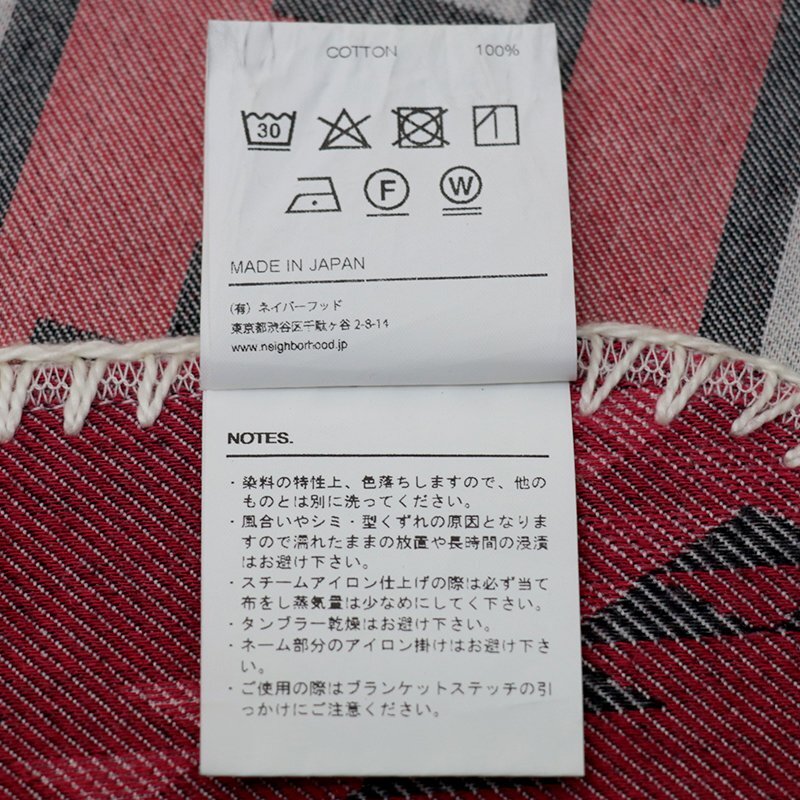 COTTON 100%
30
F W
MADE IN JAPAN
(有) ネイバーフッド
東京都渋谷区千駄ヶ谷 2-8-14
www.neighborhood.jp
NOTES.
・染料の特性上、色落ちしますので、他の
ものとは別に洗ってください。
・風合いやシミ・型くずれの原因となりま
すので濡れたままの放置や長時間の浸漬
はお避け下さい。
・スチームアイロン仕上げの際は必ず当て
布をし蒸気量は少なめにしてく下さい。
・タンブラー乾燥はお避け下さい。
・ネーム部分のアイロン掛けはお避け下さ
い。
・ご使用の際はブランケットステッチの引
っかけにご注意ください。